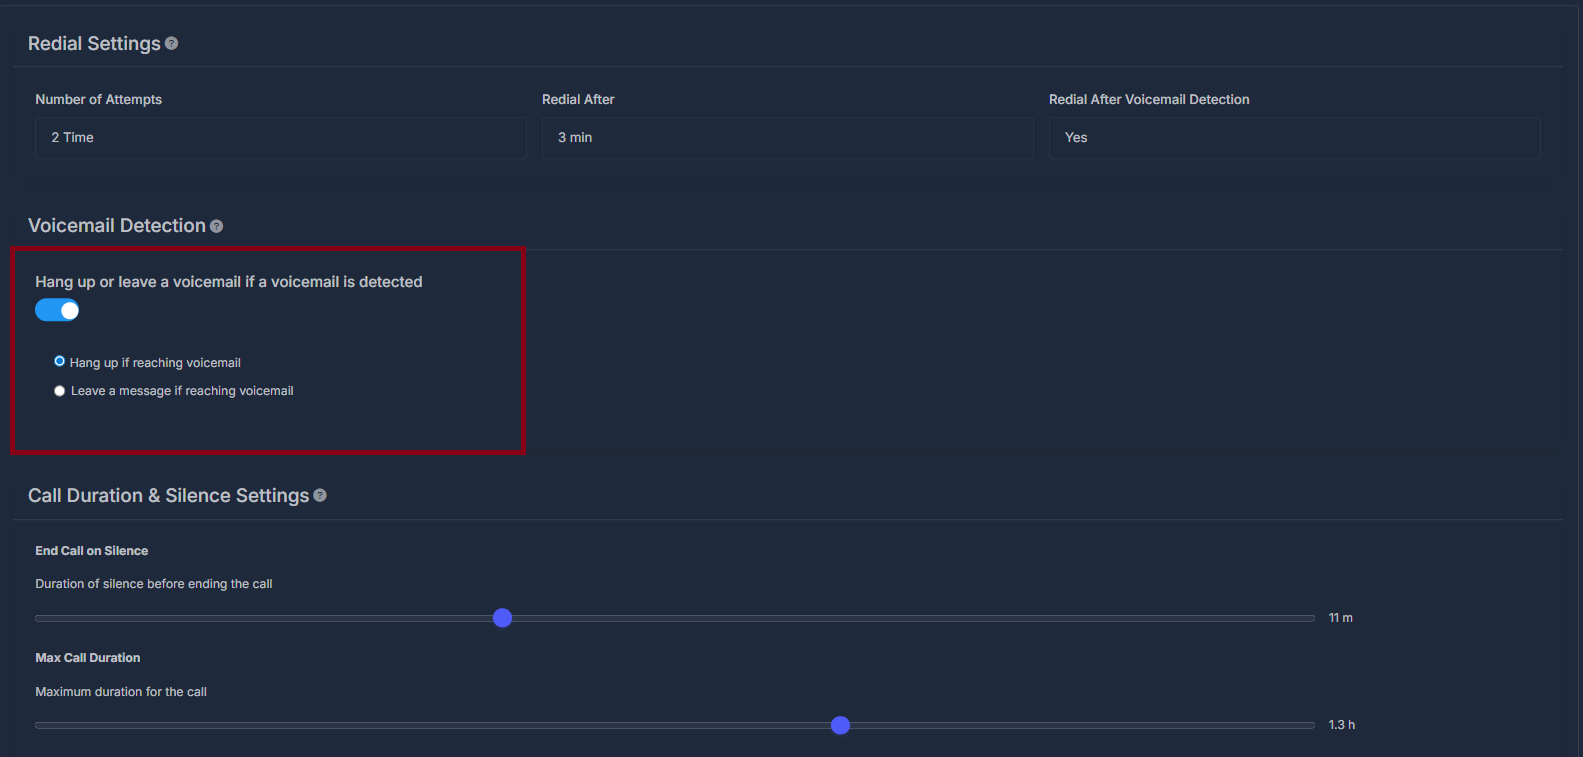 Redial Settings ?
Number of Attempts
Redial After
Redial After Voicemail Detection
2 Time
3 min
Yes
Voicemail Detection ?
Hang up or leave a voicemail if a voicemail is detected
Hang up if reaching voicemail
Leave a message if reaching voicemail
Call Duration & Silence Settings ?
End Call on Silence
Duration of silence before ending the call
11 m
Max Call Duration
Maximum duration for the call
1.3 h